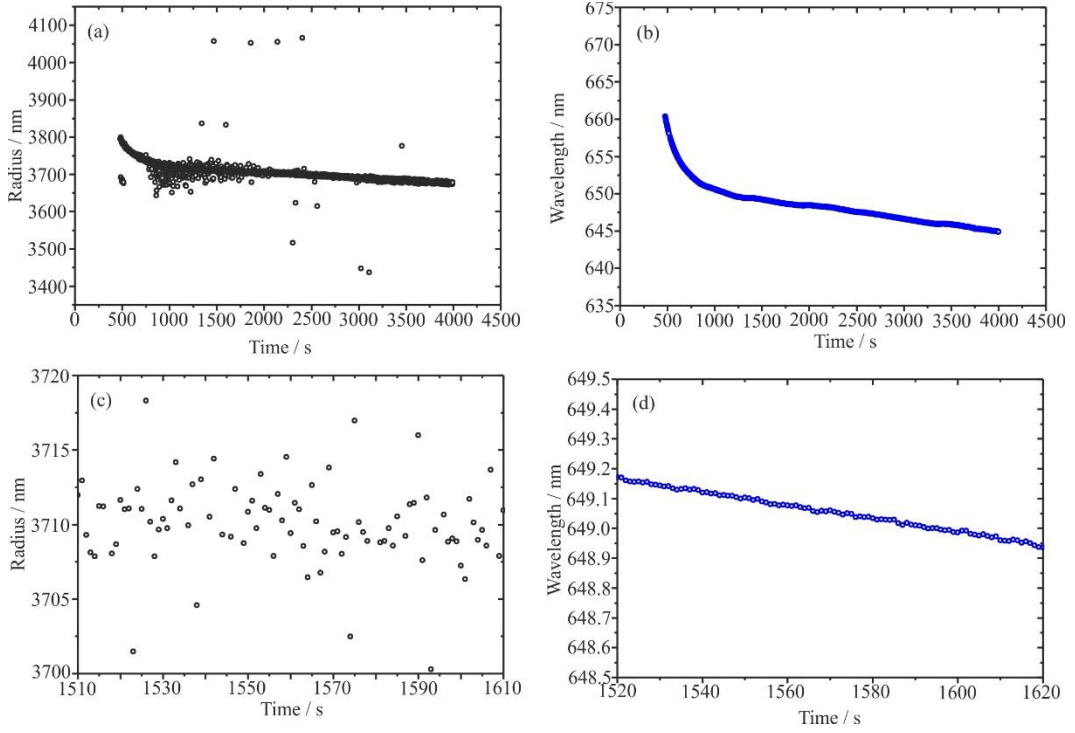 (a)
Radius / nm
4100
4000
3900
3800
3700
3600
3500
3400
0 500 1000 1500 2000 2500 3000 3500 4000 4500
Time / s
(b)
Wavelength / nm
675
670
665
660
655
650
645
640
635
0 500 1000 1500 2000 2500 3000 3500 4000 4500
Time / s
(c)
Radius / nm
3720
3715
3710
3705
3700
1510 1530 1550 1570 1590 1610
Time / s
(d)
Wavelength / nm
649.5
649.4
649.3
649.2
649.1
649.0
648.9
648.8
648.7
648.6
648.5
1520 1540 1560 1580 1600 1620
Time / s